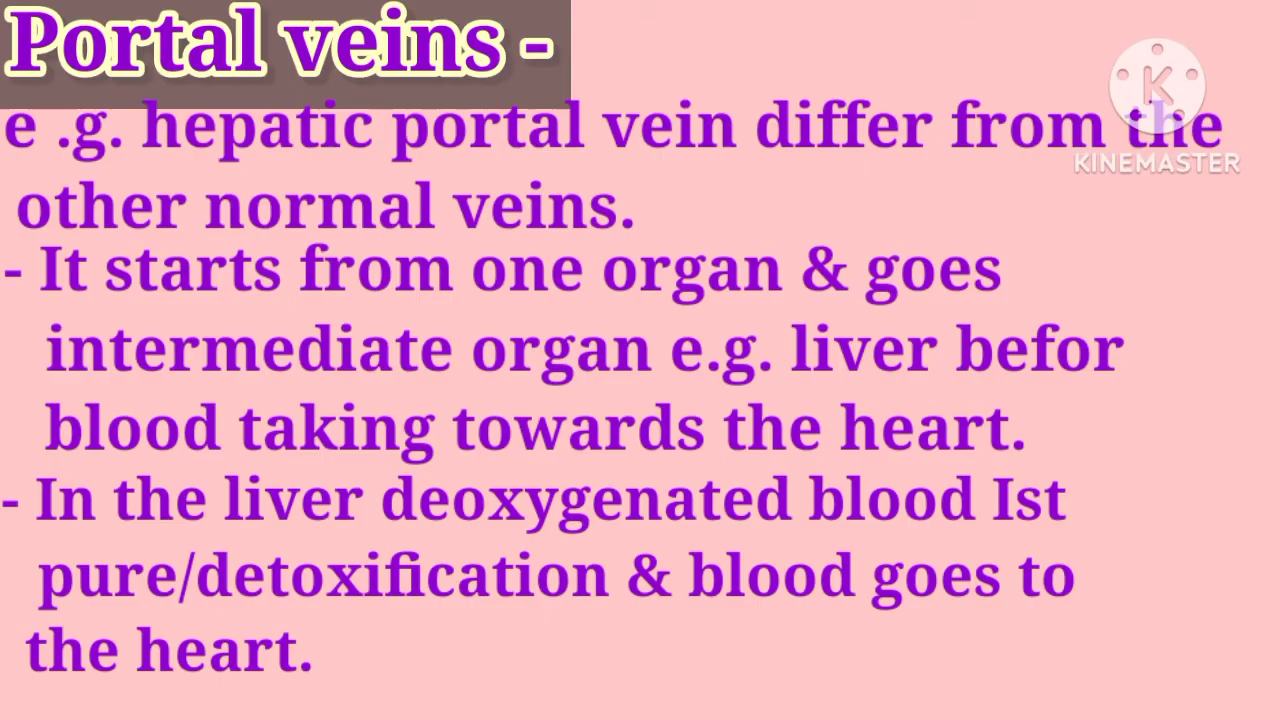 Portal veins -
e .g. hepatic portal vein differ from the
K
KINEMASTER
other normal veins.
- It starts from one organ & goes
intermediate organ e.g. liver befor
blood taking towards the heart.
- In the liver deoxygenated blood Ist
pure/detoxification & blood goes to
the heart.